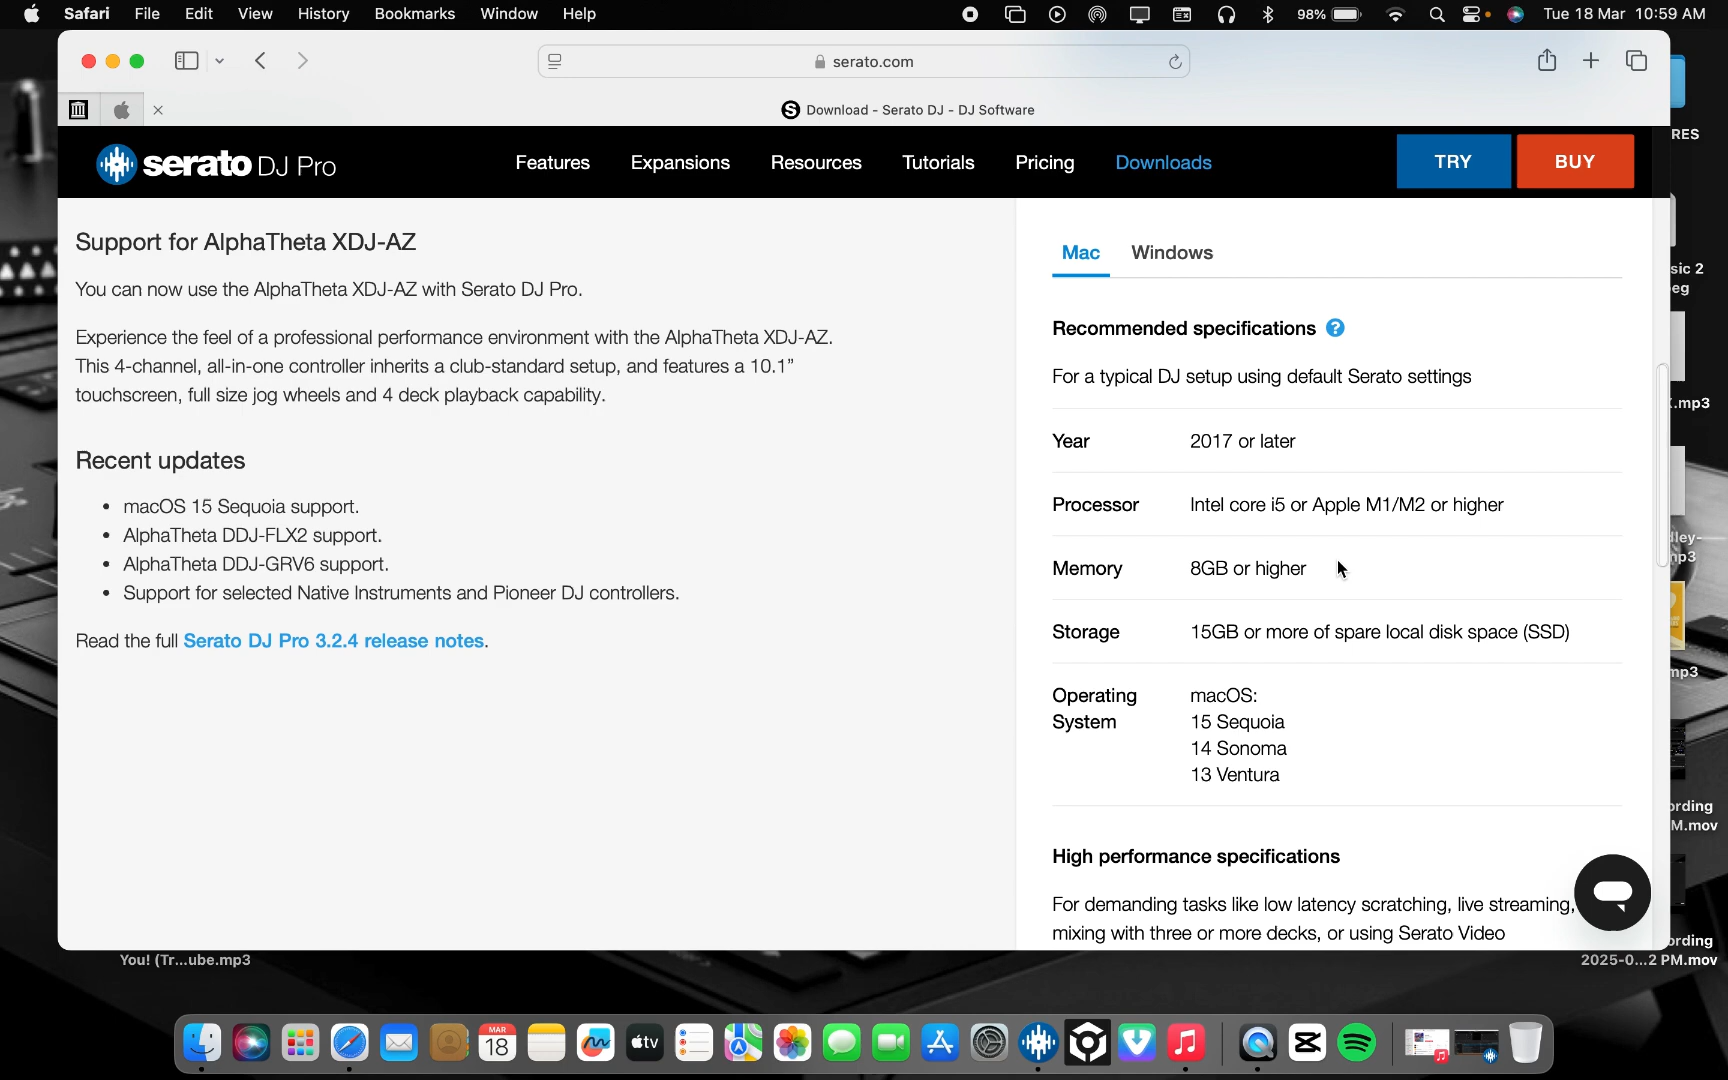 Safari File Edit View History Bookmarks Window Help 98% Tue 18 Mar 10:59 AM
serato.com
Download - Serato DJ - DJ Software
RES
serato DJ Pro Features Expansions Resources Tutorials Pricing Downloads TRY BUY
Support for AlphaTheta XDJ-AZ
You can now use the AlphaTheta XDJ-AZ with Serato DJ Pro.
Experience the feel of a professional performance environment with the AlphaTheta XDJ-AZ.
This 4-channel, all-in-one controller inherits a club-standard setup, and features a 10.1”
touchscreen, full size jog wheels and 4 deck playback capability.
Recent updates
• macOS 15 Sequoia support.
• AlphaTheta DDJ-FLX2 support.
• AlphaTheta DDJ-GRV6 support.
• Support for selected Native Instruments and Pioneer DJ controllers.
Read the full Serato DJ Pro 3.2.4 release notes.
Mac Windows
Recommended specifications ?
For a typical DJ setup using default Serato settings
Year 2017 or later
Processor Intel core i5 or Apple M1/M2 or higher
Memory 8GB or higher
Storage 15GB or more of spare local disk space (SSD)
Operating System macOS:
15 Sequoia
14 Sonoma
13 Ventura
High performance specifications
For demanding tasks like low latency scratching, live streaming,
mixing with three or more decks, or using Serato Video
sic 2
eg
.mp3
dley-
np3
mp3
ording
M.mov
ording
2025-0...2 PM.mov
You! (Tr...ube.mp3
MAR
18
tv